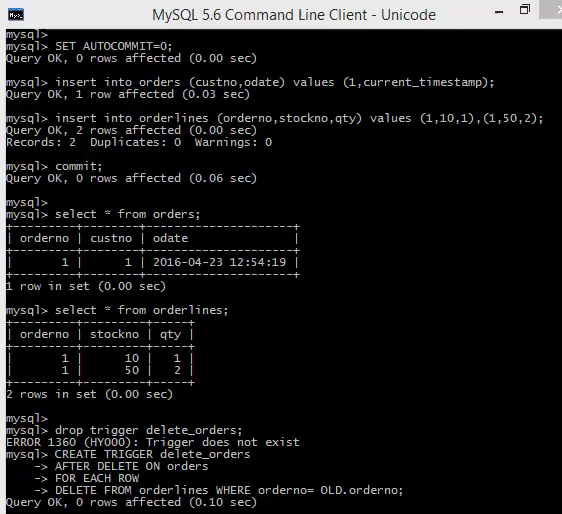 MySQL 5.6 Command Line Client - Unicode
mysql>
mysql> SET AUTOCOMMIT=0;
Query OK, 0 rows affected (0.00 sec)
mysql> insert into orders (custno,odate) values (1,current_timestamp);
Query OK, 1 row affected (0.03 sec)
mysql> insert into orderlines (orderno,stockno,qty) values (1,10,1),(1,50,2);
Query OK, 2 rows affected (0.00 sec)
Records: 2  Duplicates: 0  Warnings: 0
mysql> commit;
Query OK, 0 rows affected (0.06 sec)
mysql>
mysql> select * from orders;
+---------+--------+---------------------+
| orderno | custno | odate               |
+---------+--------+---------------------+
|       1 |      1 | 2016-04-23 12:54:19 |
+---------+--------+---------------------+
1 row in set (0.00 sec)
mysql> select * from orderlines;
+---------+---------+-----+
| orderno | stockno | qty |
+---------+---------+-----+
|       1 |      10 |   1 |
|       1 |      50 |   2 |
+---------+---------+-----+
2 rows in set (0.00 sec)
mysql>
mysql> drop trigger delete_orders;
ERROR 1360 (HY000): Trigger does not exist
mysql> CREATE TRIGGER delete_orders
    -> AFTER DELETE ON orders
    -> FOR EACH ROW
    -> DELETE FROM orderlines WHERE orderno= OLD.orderno;
Query OK, 0 rows affected (0.10 sec)